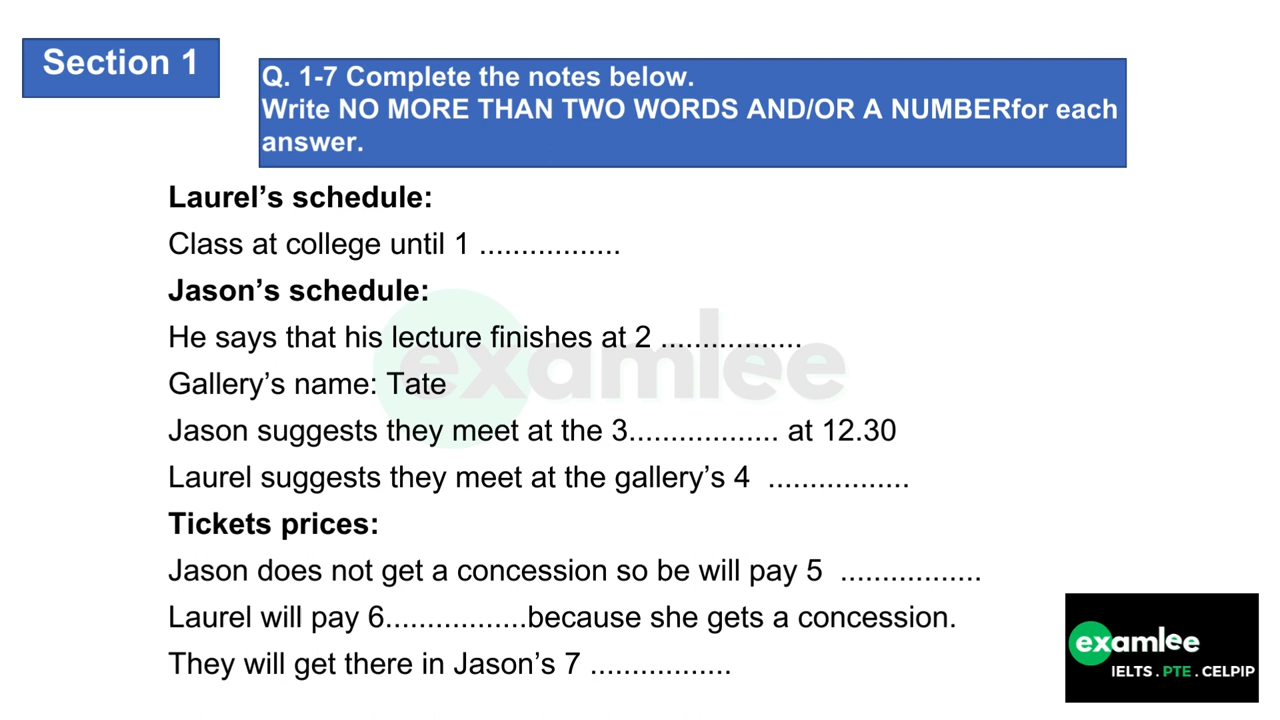 Section 1
Q. 1-7 Complete the notes below.
Write NO MORE THAN TWO WORDS AND/OR A NUMBERfor each
answer.
Laurel’s schedule:
Class at college until 1 .................
Jason’s schedule:
He says that his lecture finishes at 2 .................
Gallery’s name: Tate
Jason suggests they meet at the 3.................. at 12.30
Laurel suggests they meet at the gallery’s 4 .................
Tickets prices:
Jason does not get a concession so be will pay 5 .................
Laurel will pay 6.................because she gets a concession.
They will get there in Jason’s 7 .................
examlee
examlee
IELTS . PTE . CELPIP